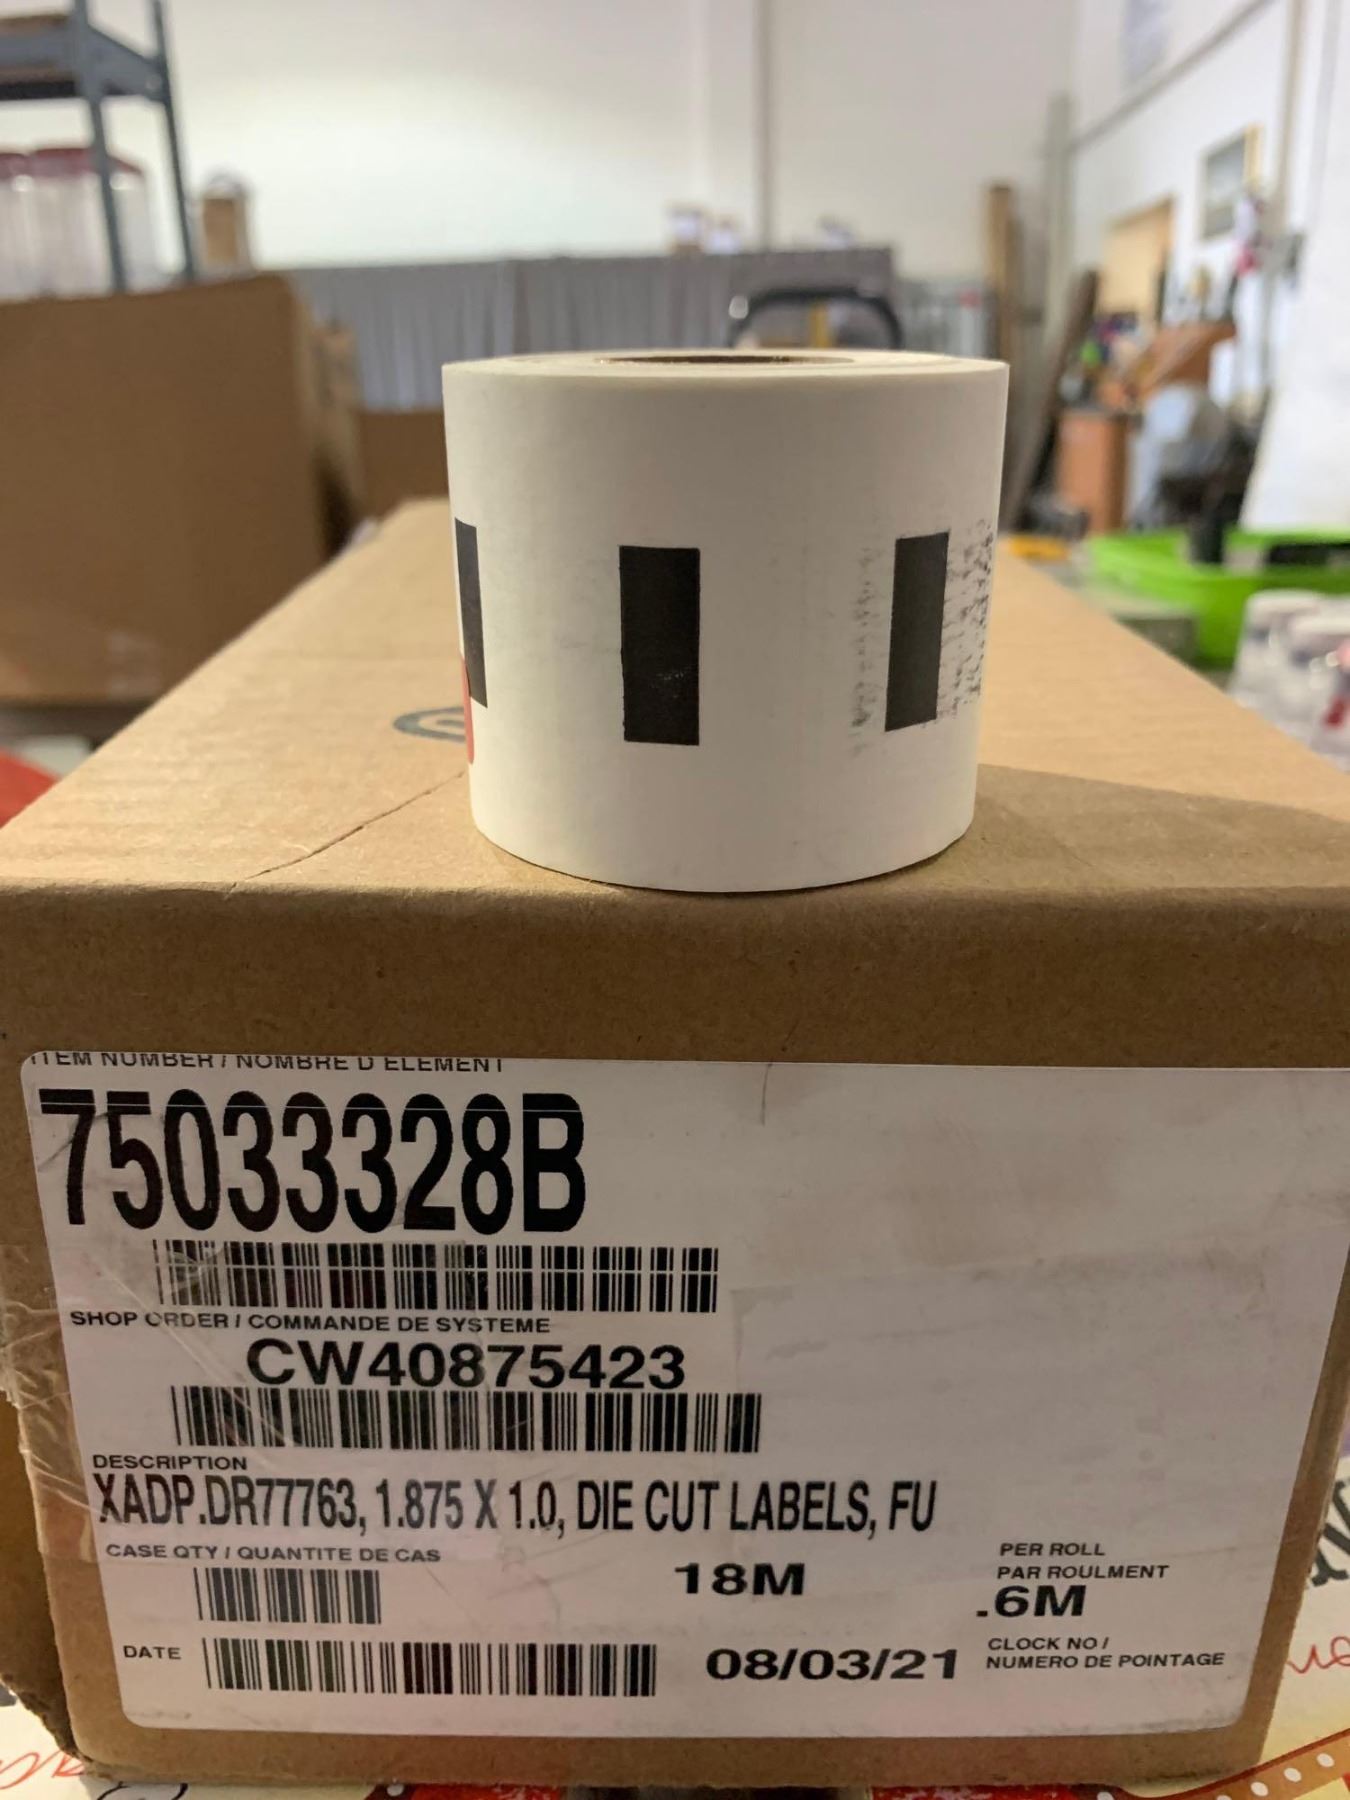 ITEM NUMBER / NOMBRE D'ELEMENT
75033328B
SHOP ORDER / COMMANDE DE SYSTEME
CW40875423
DESCRIPTION
XADP.DR77763, 1.875 X 1.0, DIE CUT LABELS, FU
CASE QTY / QUANTITE DE CAS
18M
PER ROLL
PAR ROULMENT
.6M
DATE
08/03/21
CLOCK NO /
NUMERO DE POINTAGE